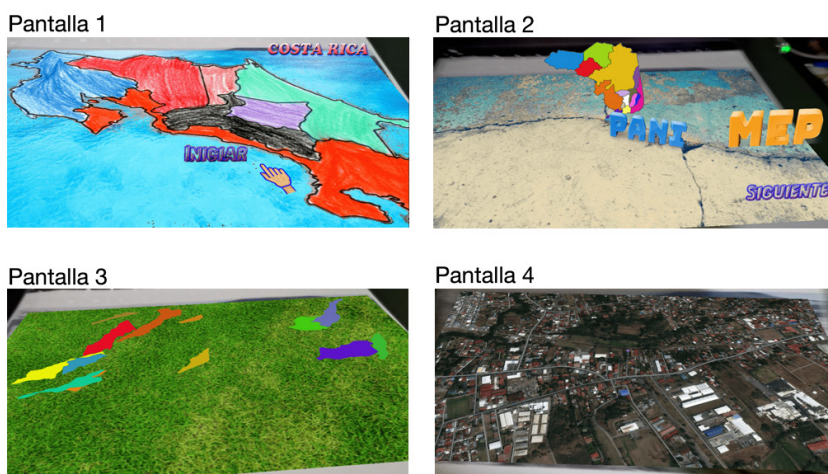 Pantalla 1
COSTA RICA
INICIAR
Pantalla 2
PANI
MEP
SIGUIENTE
Pantalla 3
Pantalla 4